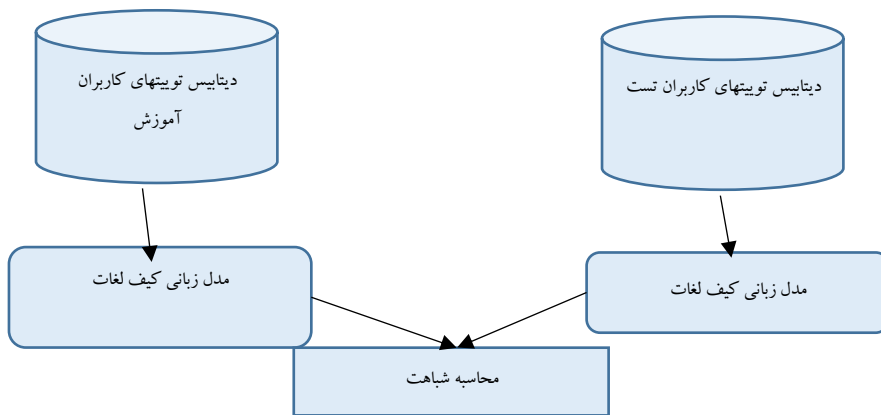 دیتابیس توییتهای کاربران تست
دیتابیس توییتهای کاربران
آموزش
مدل زبانی کیف لغات
مدل زبانی کیف لغات
محاسبه شباهت